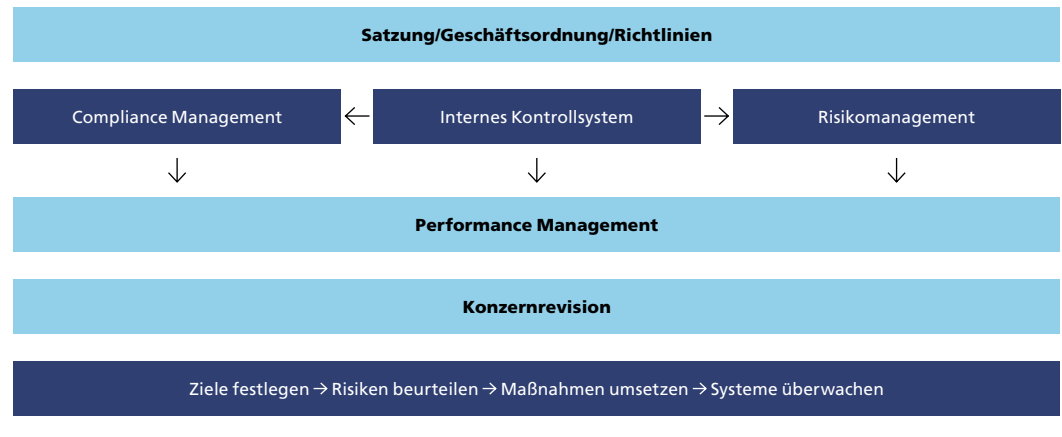 Satzung/Geschäftsordnung/Richtlinien
Compliance Management ← Internes Kontrollsystem → Risikomanagement
Performance Management
Konzernrevision
Ziele festlegen → Risiken beurteilen → Maßnahmen umsetzen → Systeme überwachen